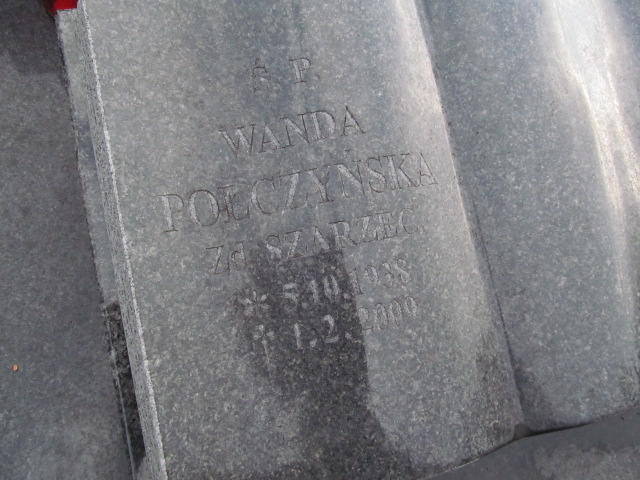 Ś. P.
WANDA
POŁCZYŃSKA
Zd SZARZEC
* 5.10.1938
† 1.2.2009